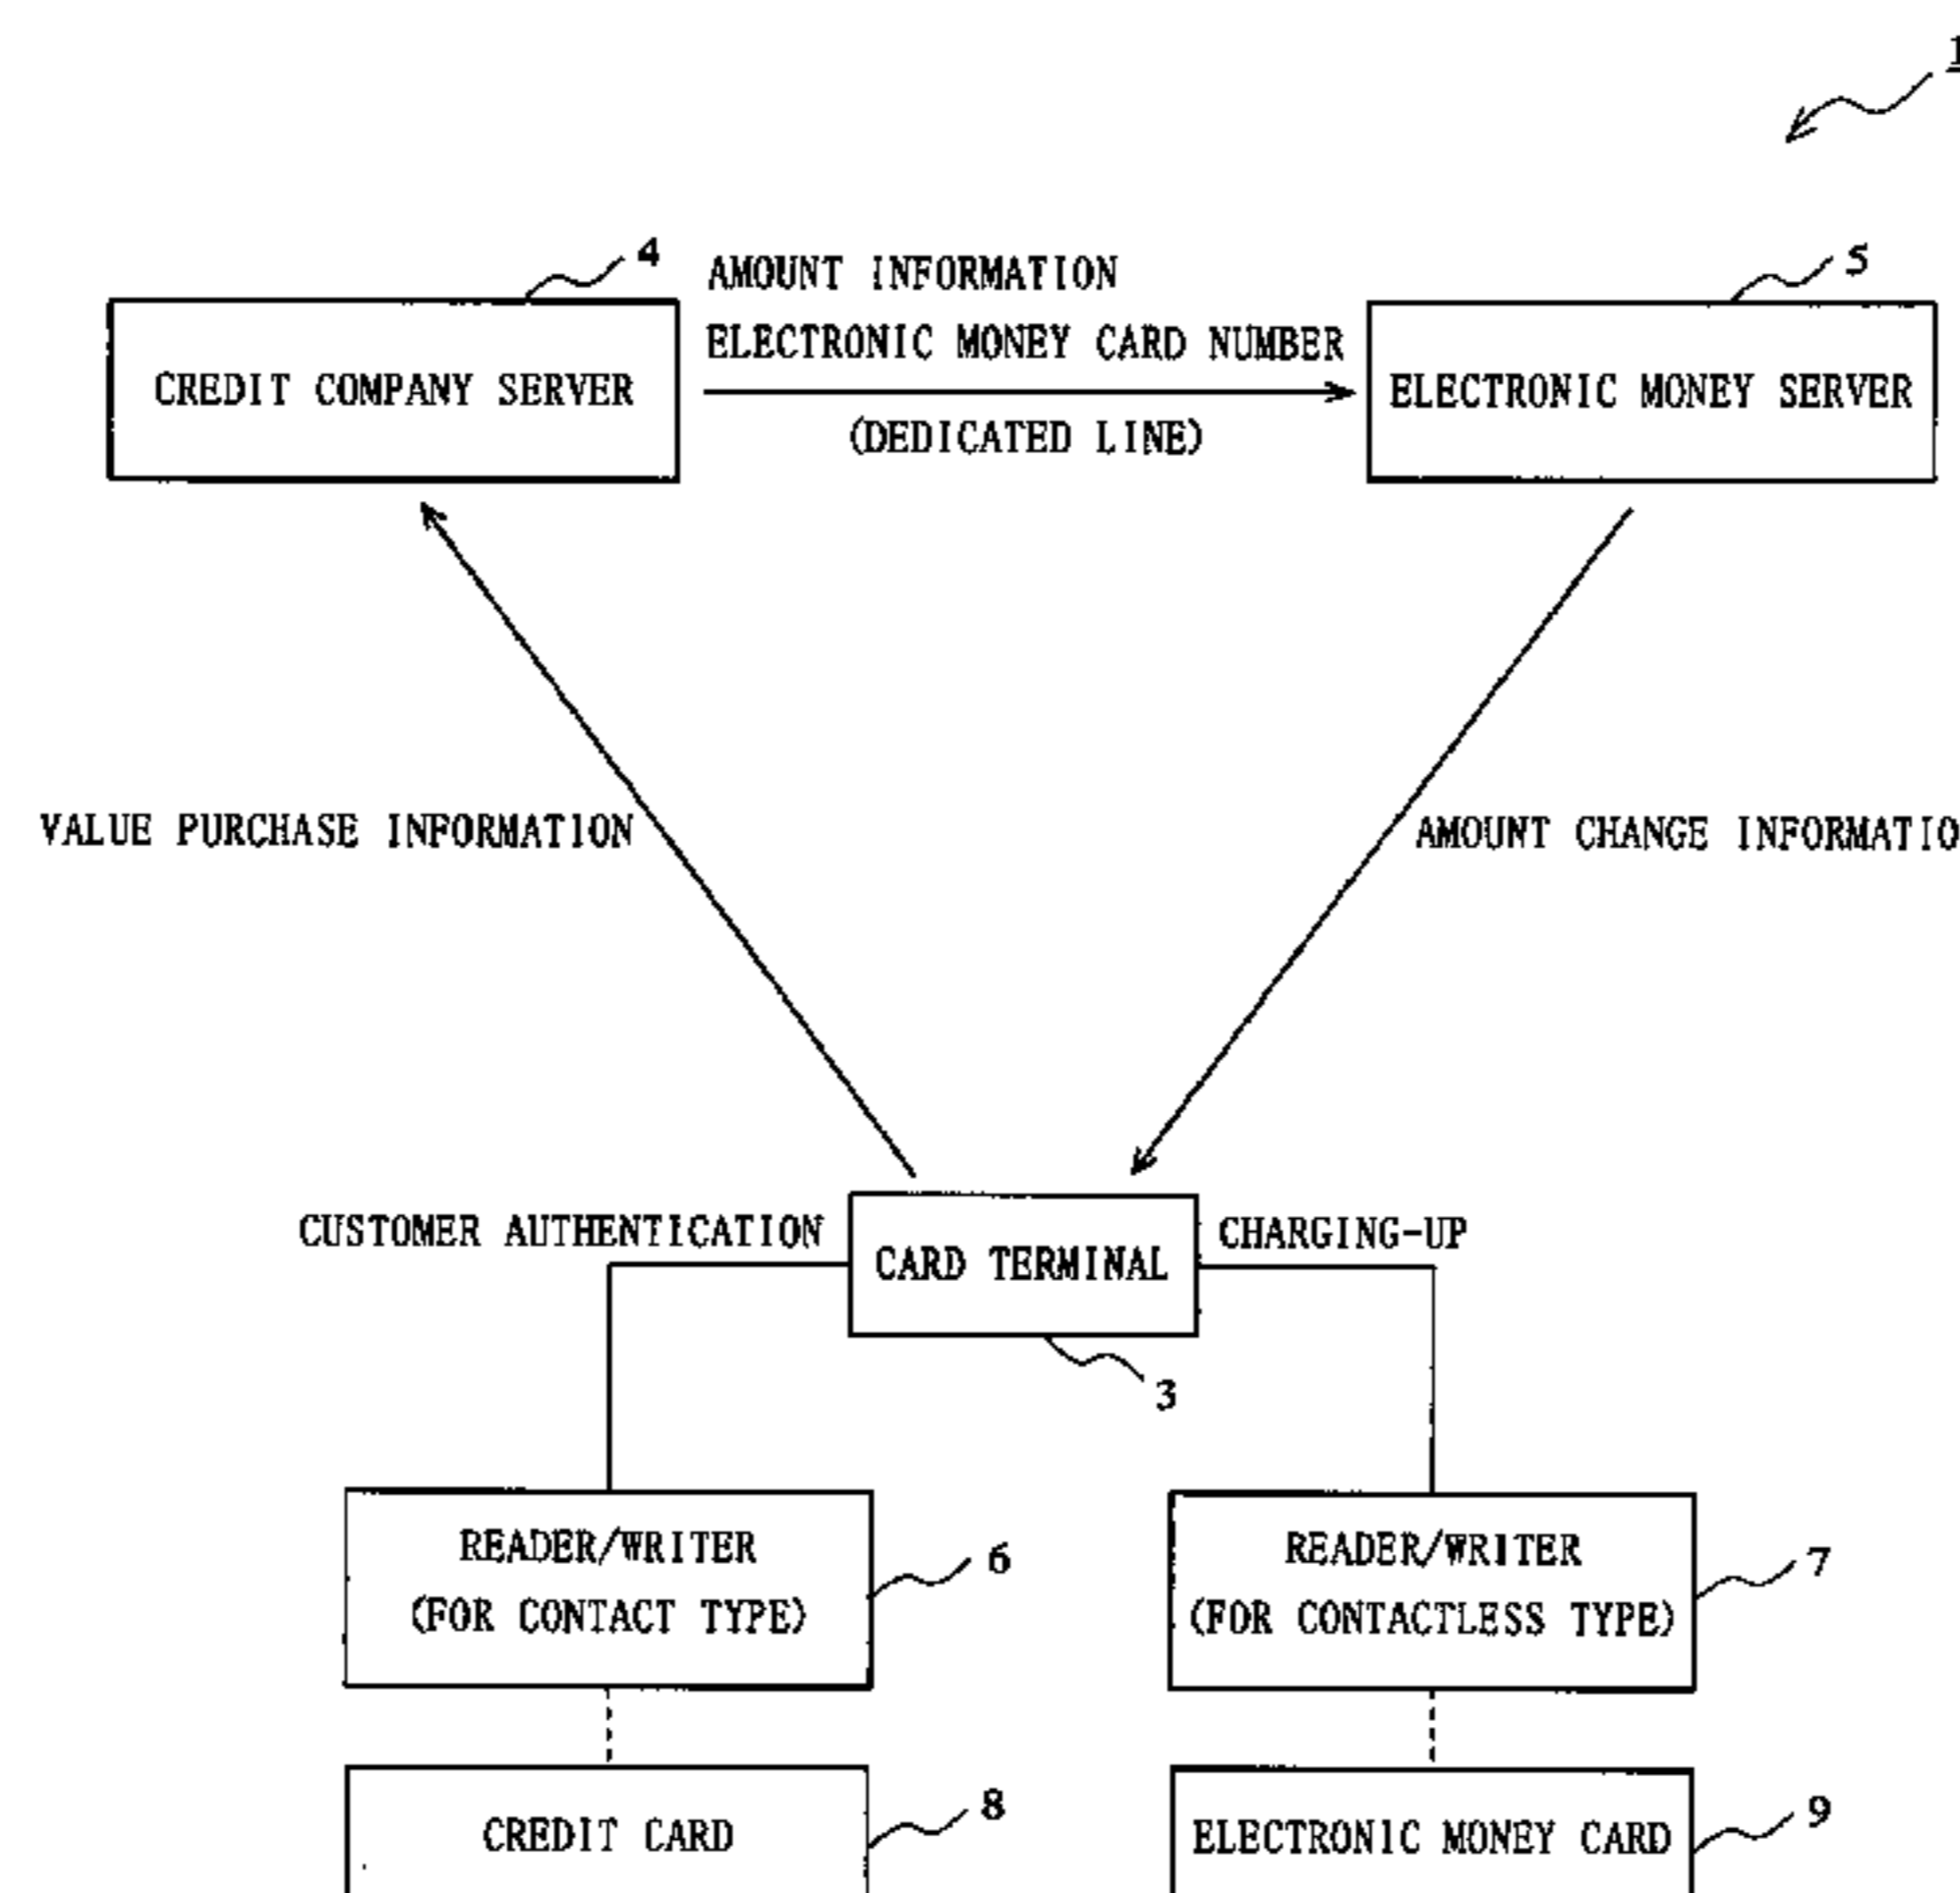 1
4
AMOUNT INFORMATION
5
ELECTRONIC MONEY CARD NUMBER
CREDIT COMPANY SERVER
ELECTRONIC MONEY SERVER
(DEDICATED LINE)
VALUE PURCHASE INFORMATION
AMOUNT CHANGE INFORMATIO
CUSTOMER AUTHENTICATION
CHARGING-UP
CARD TERMINAL
3
READER/WRITER
(FOR CONTACT TYPE)
6
READER/WRITER
(FOR CONTACTLESS TYPE)
7
CREDIT CARD
8
ELECTRONIC MONEY CARD
9